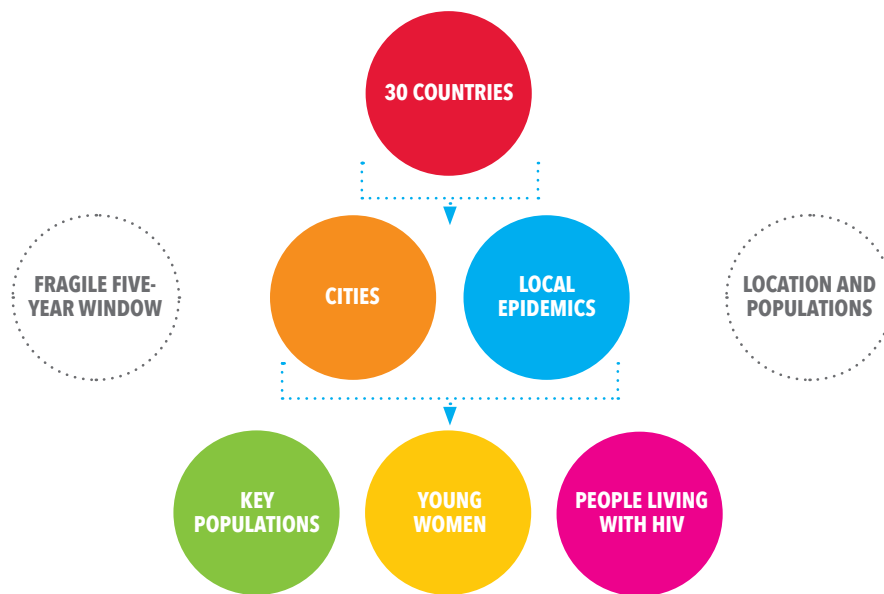 30 COUNTRIES
FRAGILE FIVE-
YEAR WINDOW
CITIES
LOCAL
EPIDEMICS
LOCATION AND
POPULATIONS
KEY
POPULATIONS
YOUNG
WOMEN
PEOPLE LIVING
WITH HIV